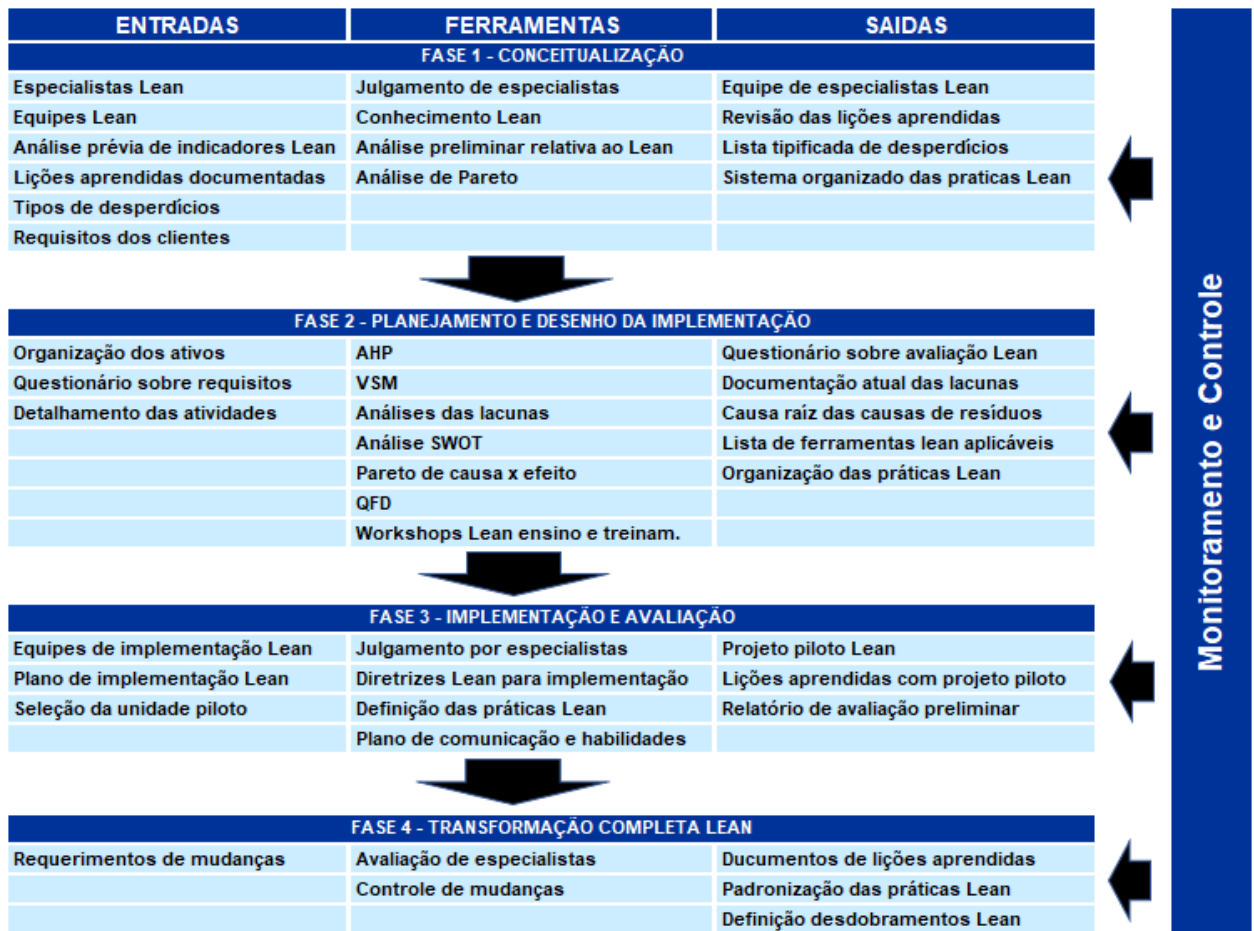 ENTRADAS FERRAMENTAS SAIDAS
FASE 1 - CONCEITUALIZAÇÃO
Especialistas Lean Julgamento de especialistas Equipe de especialistas Lean
Equipes Lean Conhecimento Lean Revisão das lições aprendidas
Análise prévia de indicadores Lean Análise preliminar relativa ao Lean Lista tipificada de desperdícios
Lições aprendidas documentadas Análise de Pareto Sistema organizado das praticas Lean
Tipos de desperdícios
Requisitos dos clientes
FASE 2 - PLANEJAMENTO E DESENHO DA IMPLEMENTAÇÃO
Organização dos ativos AHP Questionário sobre avaliação Lean
Questionário sobre requisitos VSM Documentação atual das lacunas
Detalhamento das atividades Análises das lacunas Causa raíz das causas de resíduos
Análise SWOT Lista de ferramentas lean aplicáveis
Pareto de causa x efeito Organização das práticas Lean
QFD
Workshops Lean ensino e treinam.
FASE 3 - IMPLEMENTAÇÃO E AVALIAÇÃO
Equipes de implementação Lean Julgamento por especialistas Projeto piloto Lean
Plano de implementação Lean Diretrizes Lean para implementação Lições aprendidas com projeto piloto
Seleção da unidade piloto Definição das práticas Lean Relatório de avaliação preliminar
Plano de comunicação e habilidades
FASE 4 - TRANSFORMAÇÃO COMPLETA LEAN
Requerimentos de mudanças Avaliação de especialistas Ducumentos de lições aprendidas
Controle de mudanças Padronização das práticas Lean
Definição desdobramentos Lean
Monitoramento e Controle